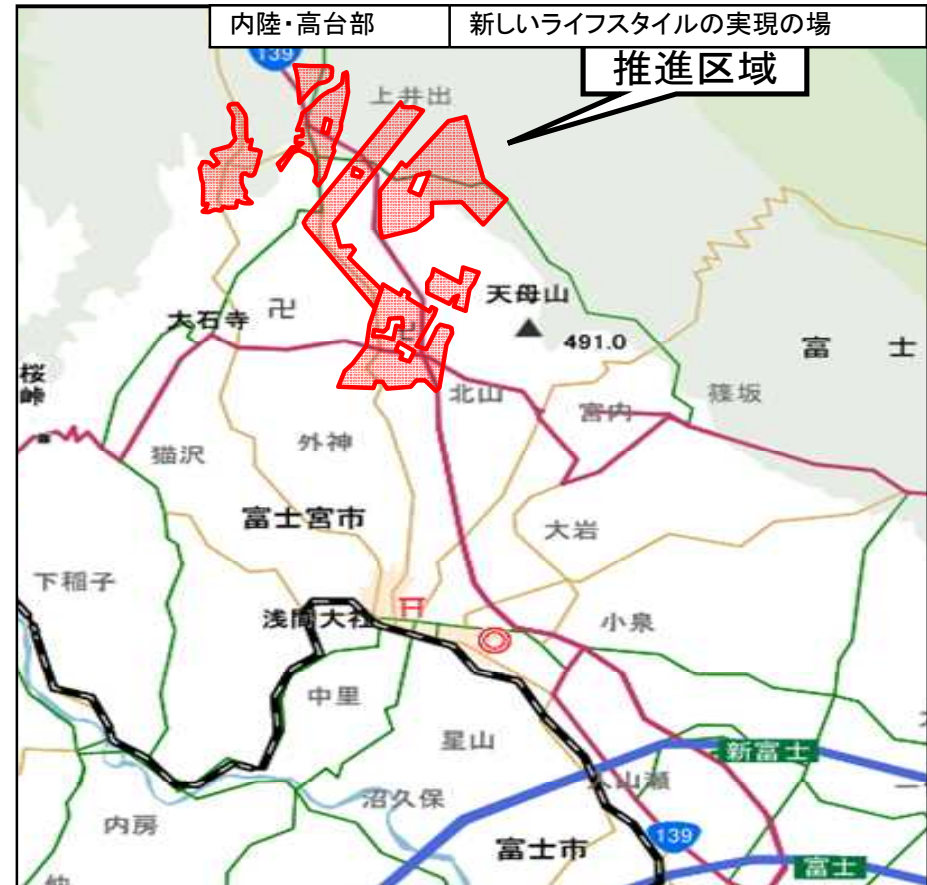 内陸・高台部 新しいライフスタイルの実現の場
139
推進区域
上井出
天母山
491.0
大石寺
富士
桜峠
北山
篠坂
宮内
外神
猫沢
富士宮市
大岩
下稲子
浅間大社
小泉
中里
星山
新富士
沼久保
内房
139
富士市
富士